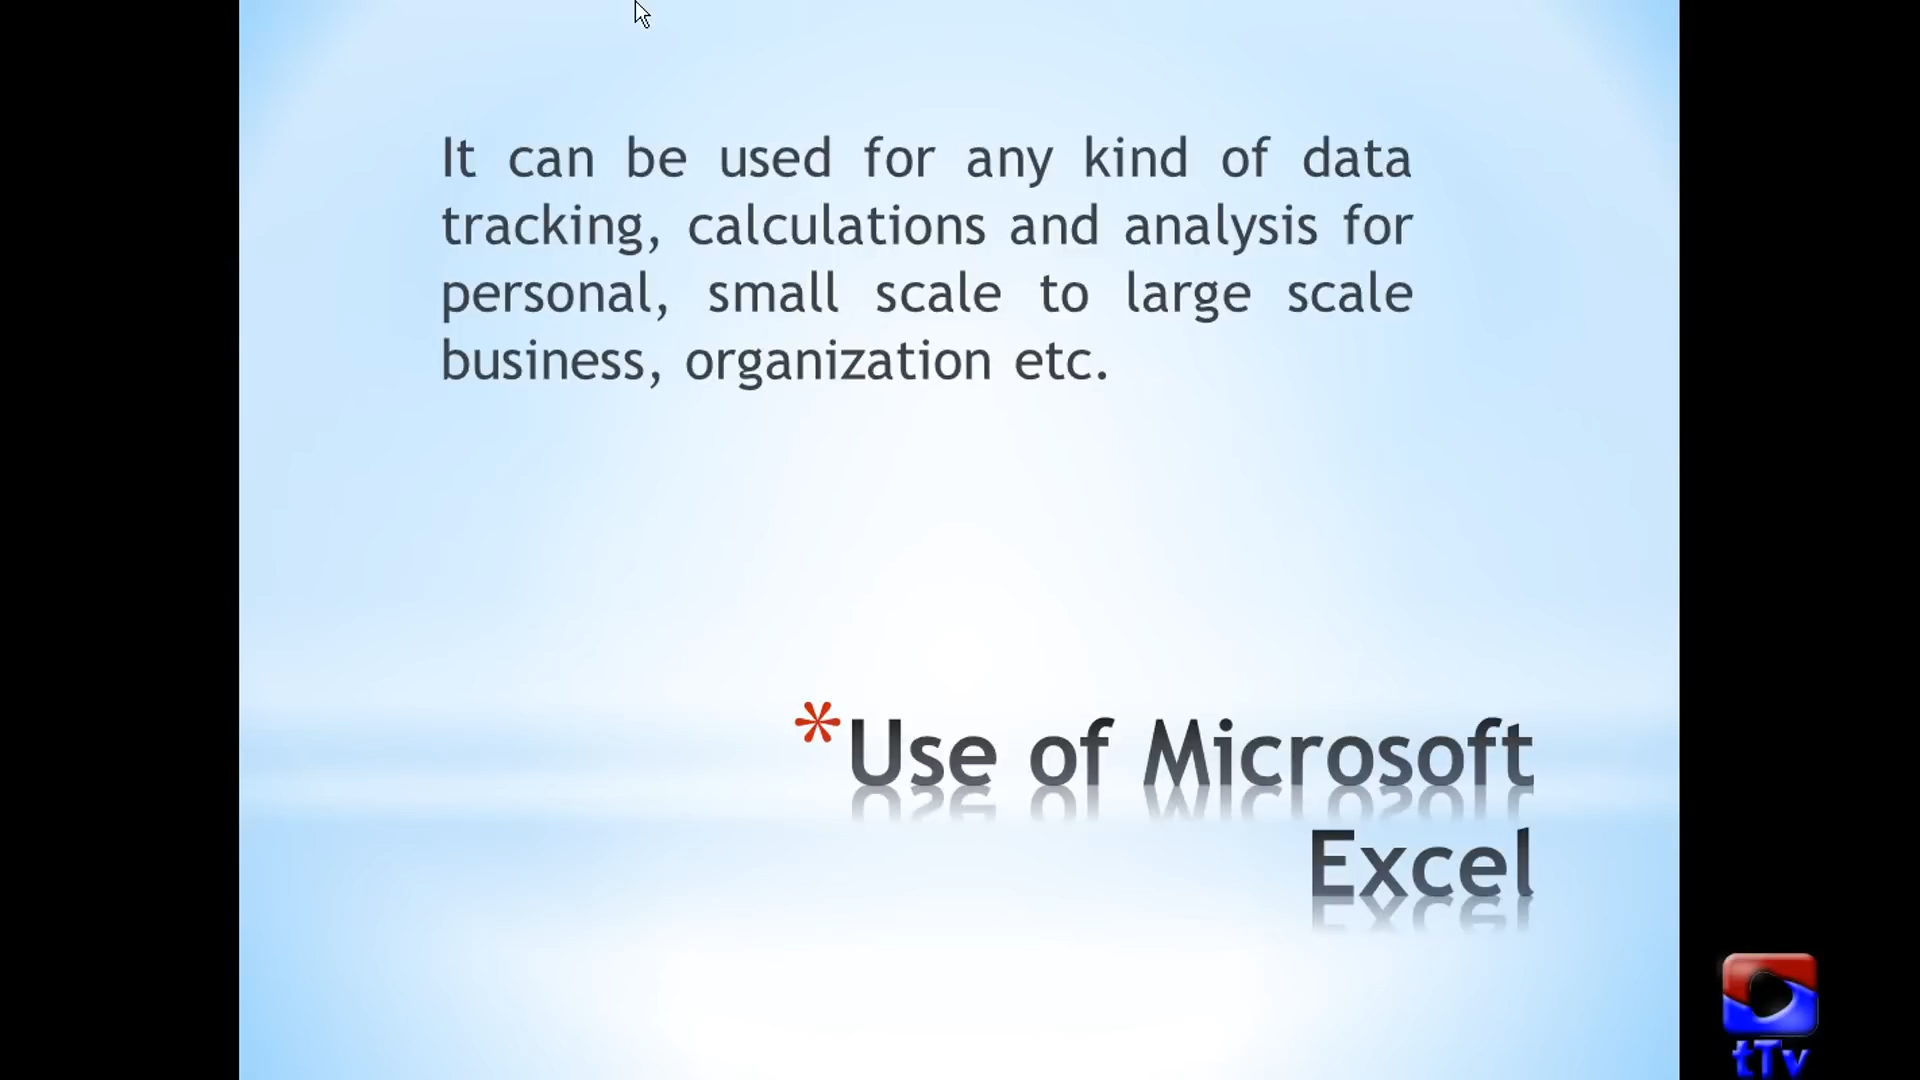 It can be used for any kind of data
tracking, calculations and analysis for
personal, small scale to large scale
business, organization etc.
*Use of Microsoft
Excel
tTv